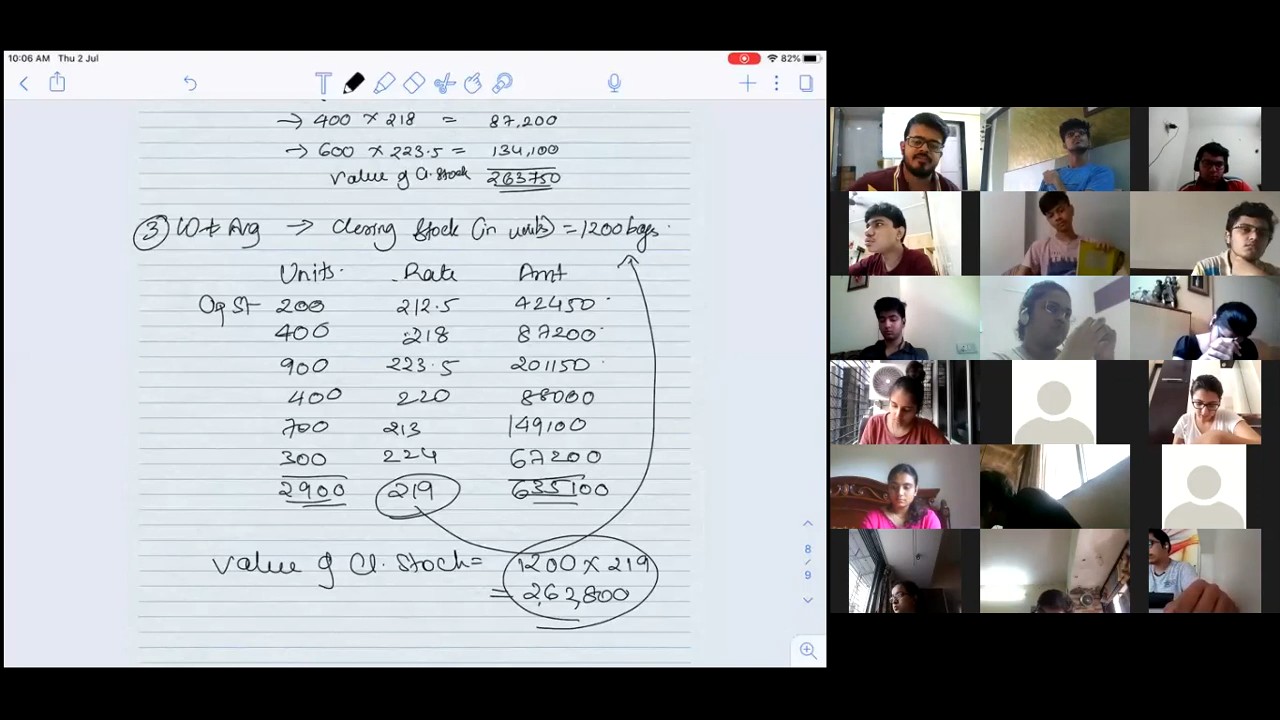 10:06 AM Thu 2 Jul
82%
→ 400 × 218 = 87,200
→ 600 × 223.5 = 134,100
Value of Cl. Stock 263750
③ Wt Avg → Closing Stock (in units) = 1200 bags.
Units. Rate Amt
Op St 200 212.5 42450
400 218 87200
900 223.5 201150
400 220 88000
700 213 149100
300 224 67200
2900 219 635100
Value of Cl. Stock = 1200 × 219
= 2,62,800
8
/
9